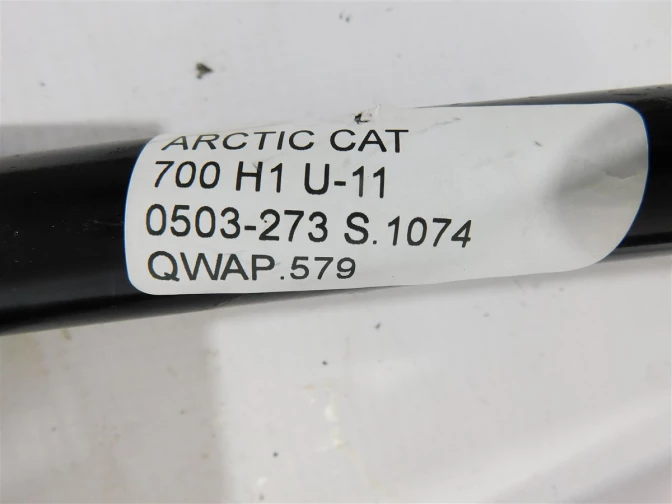 ARCTIC CAT
700 H1 U-11
0503-273 S.1074
QWAP.579